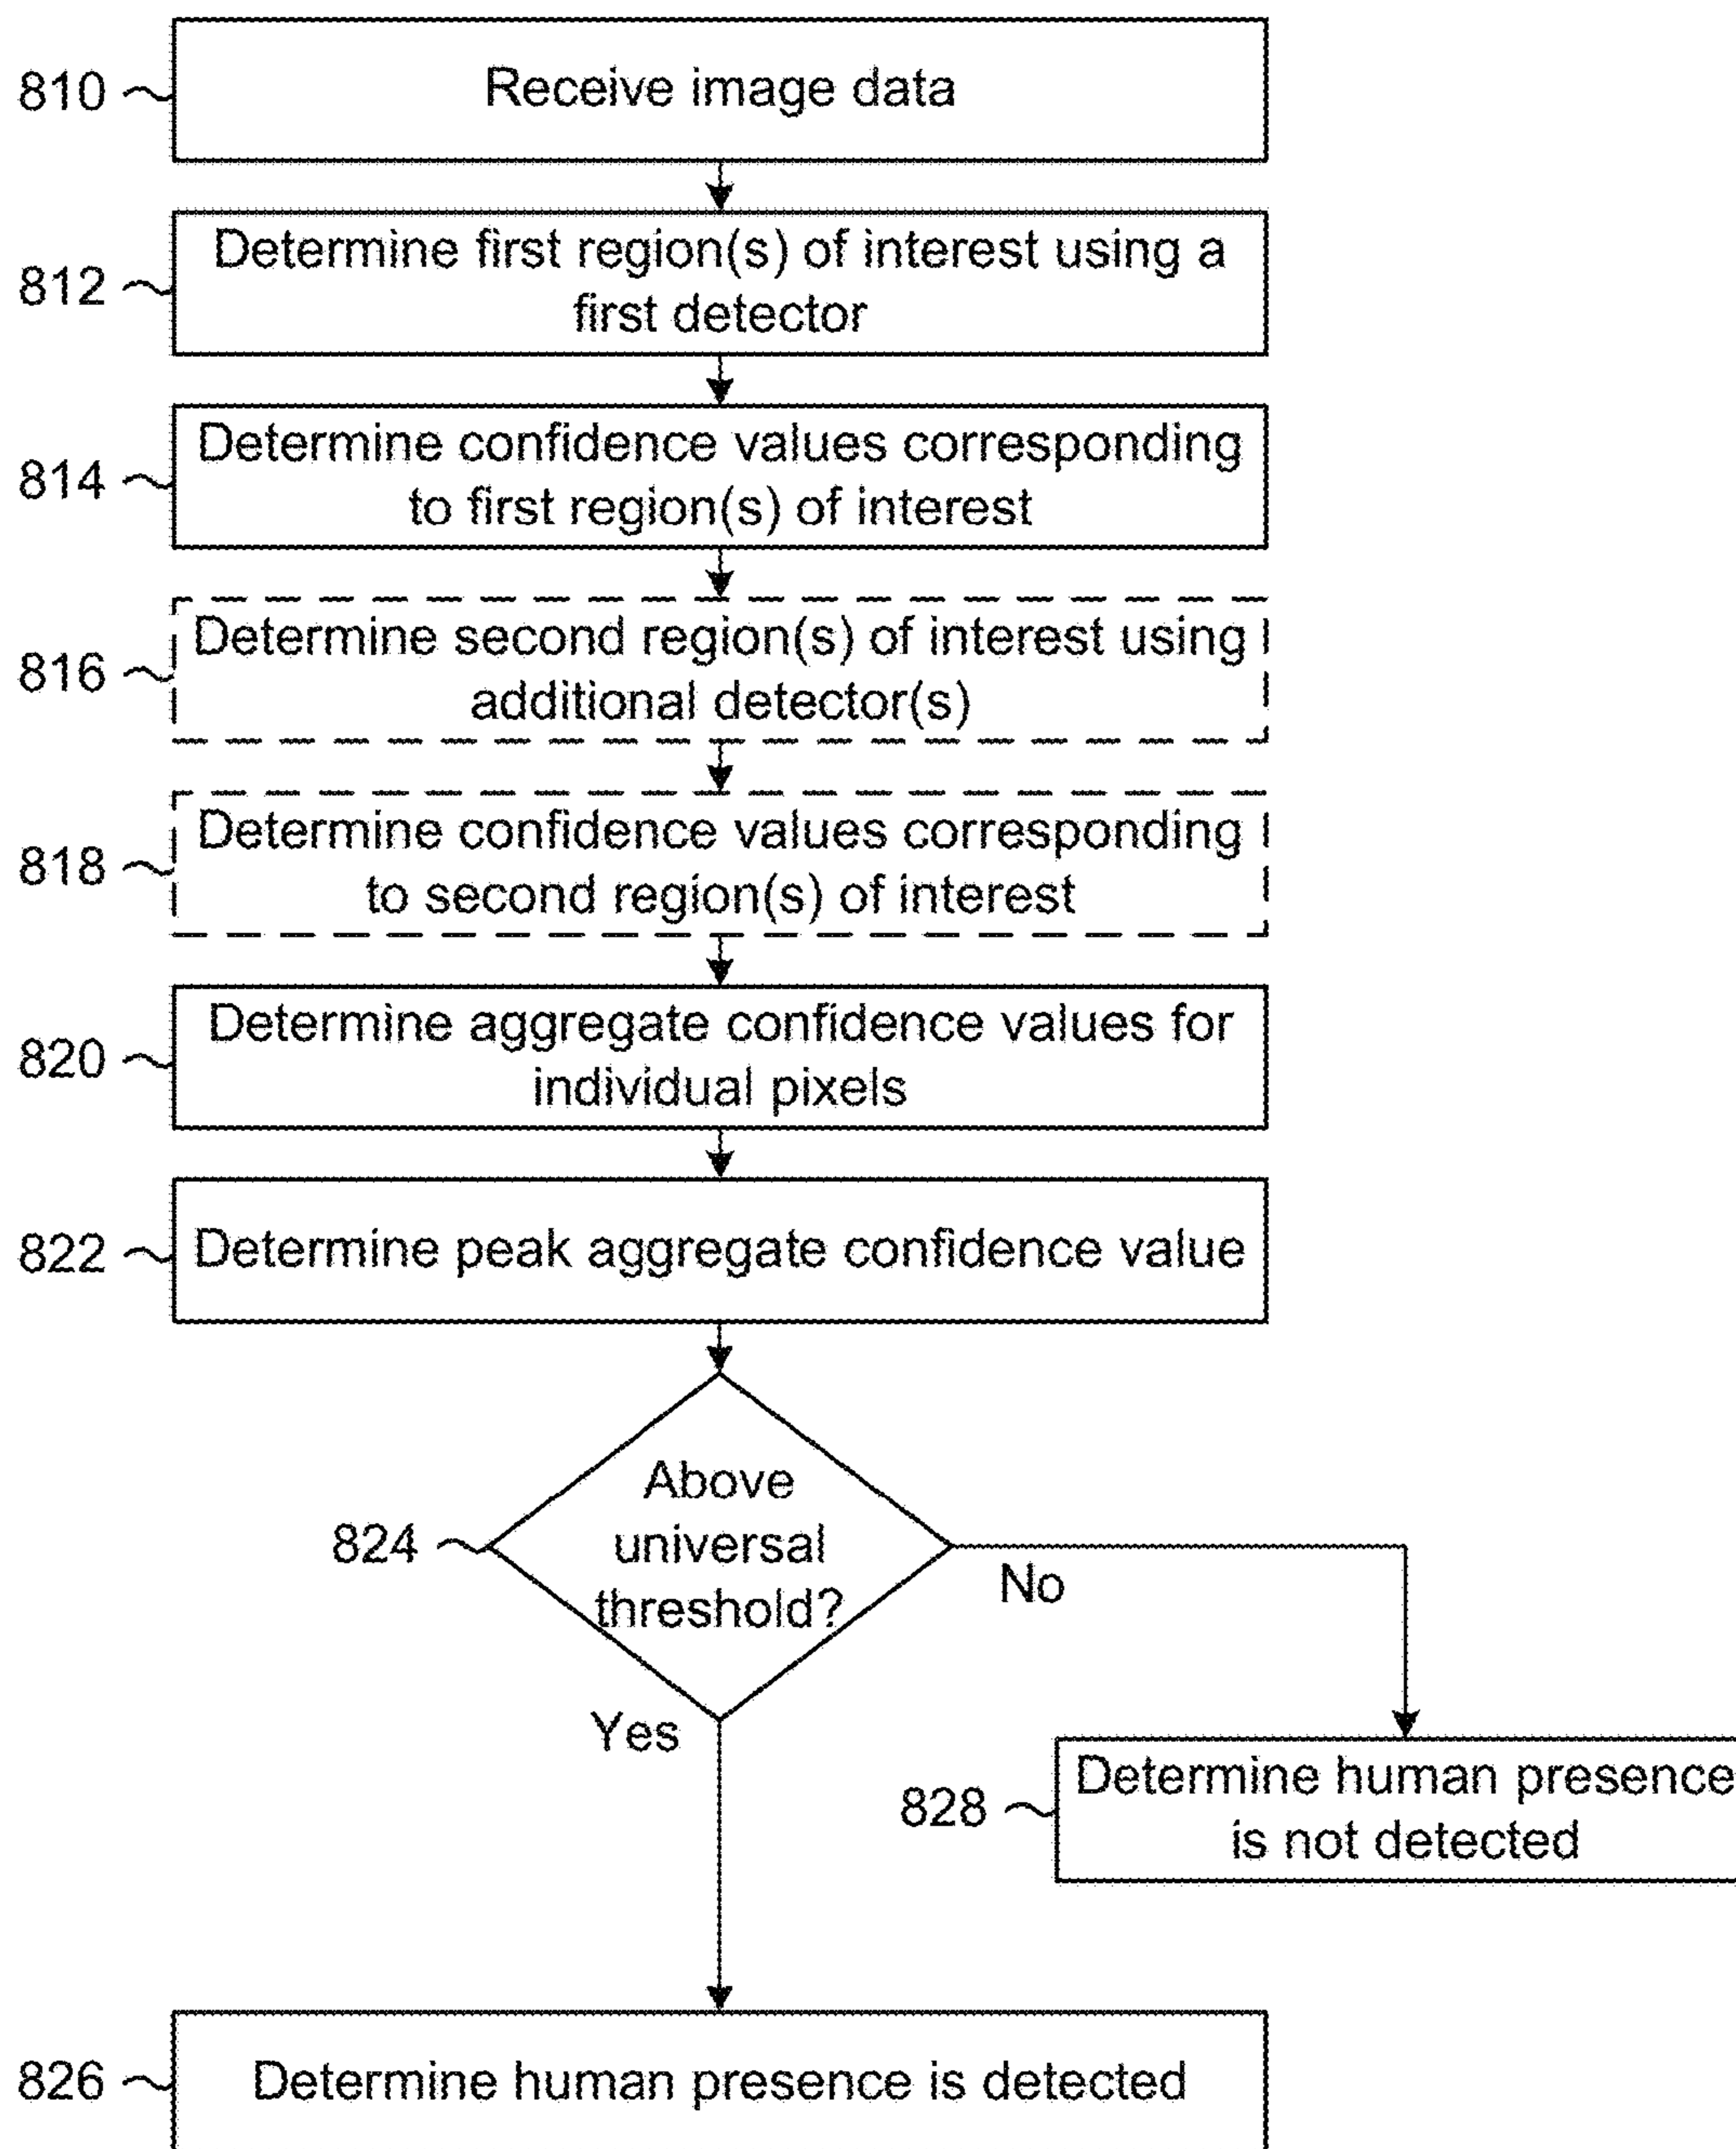 810
Receive image data
812
Determine first region(s) of interest using a
first detector
814
Determine confidence values corresponding
to first region(s) of interest
816
Determine second region(s) of interest using
additional detector(s)
818
Determine confidence values corresponding
to second region(s) of interest
820
Determine aggregate confidence values for
individual pixels
822
Determine peak aggregate confidence value
824
Above
universal
threshold?
No
Yes
828
Determine human presence
is not detected
826
Determine human presence is detected